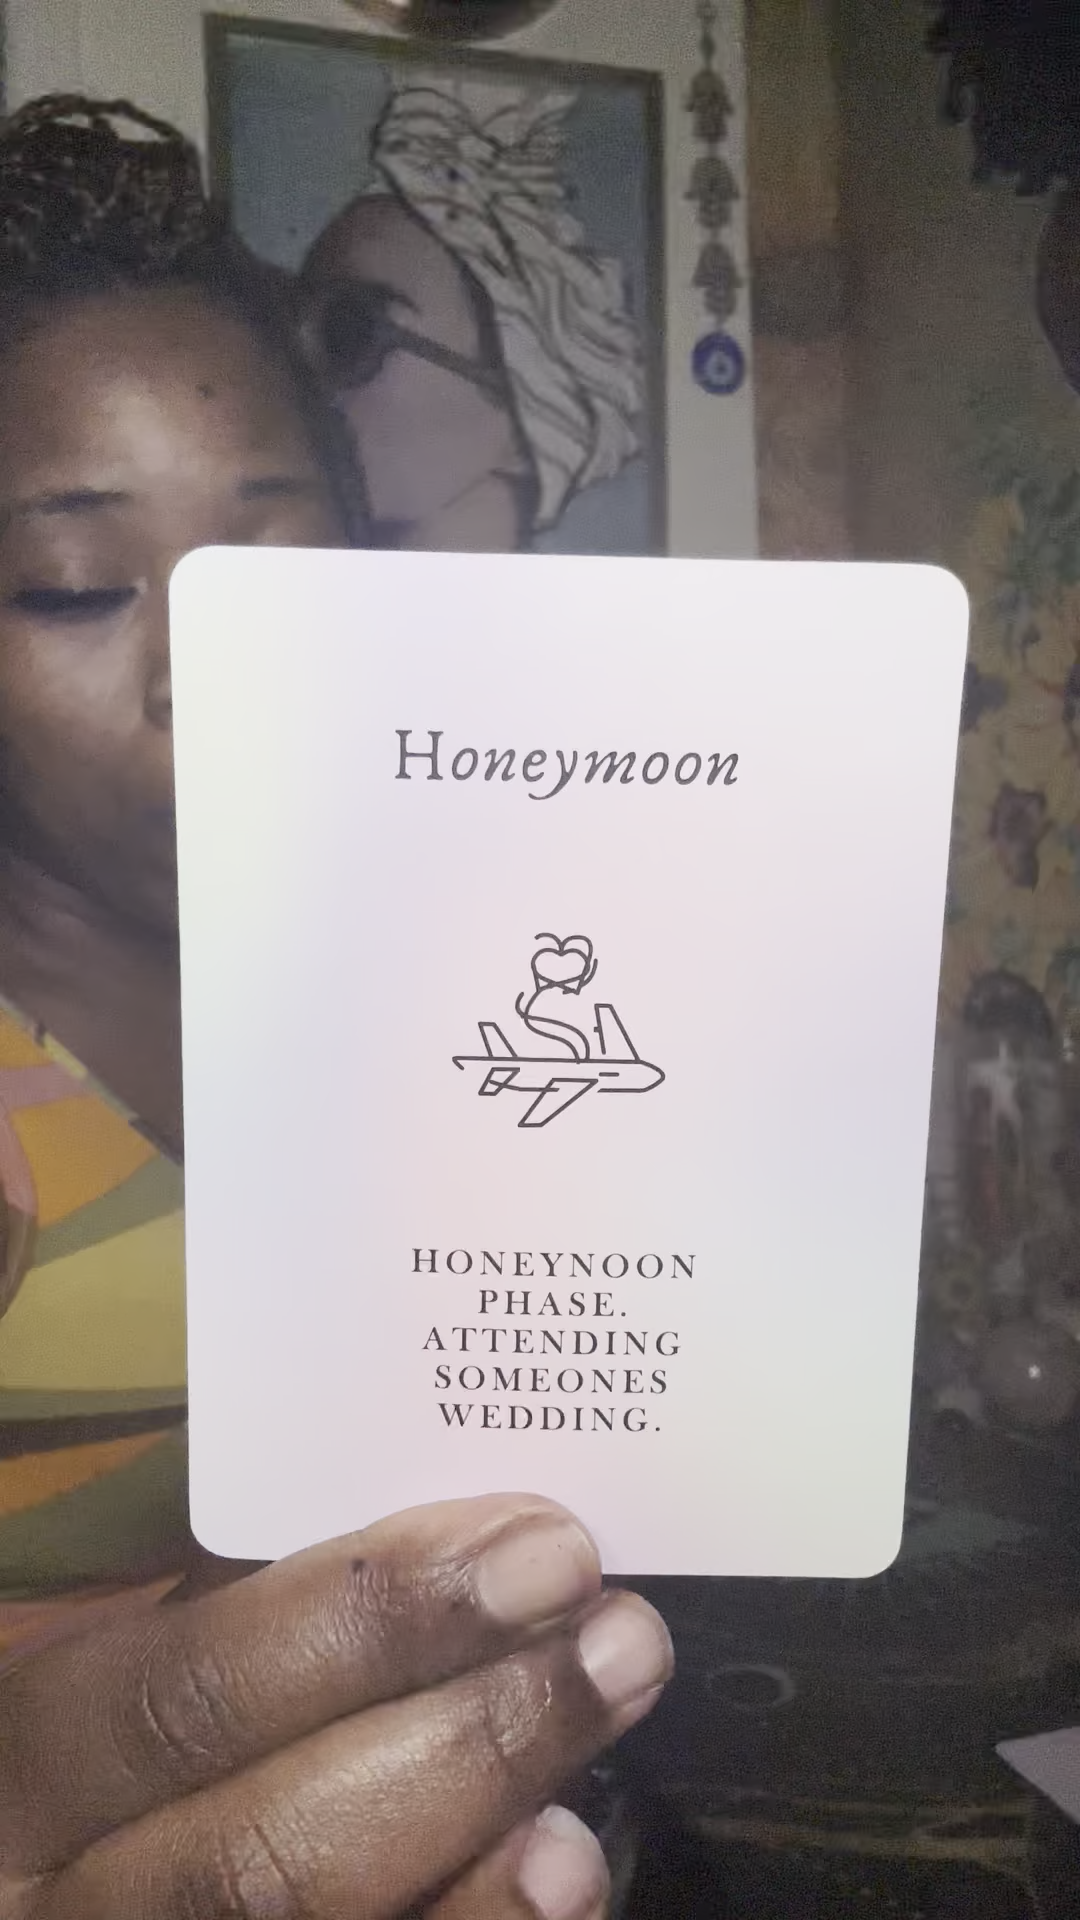 Honeymoon
HONEYNOON
PHASE.
ATTENDING
SOMEONES
WEDDING.